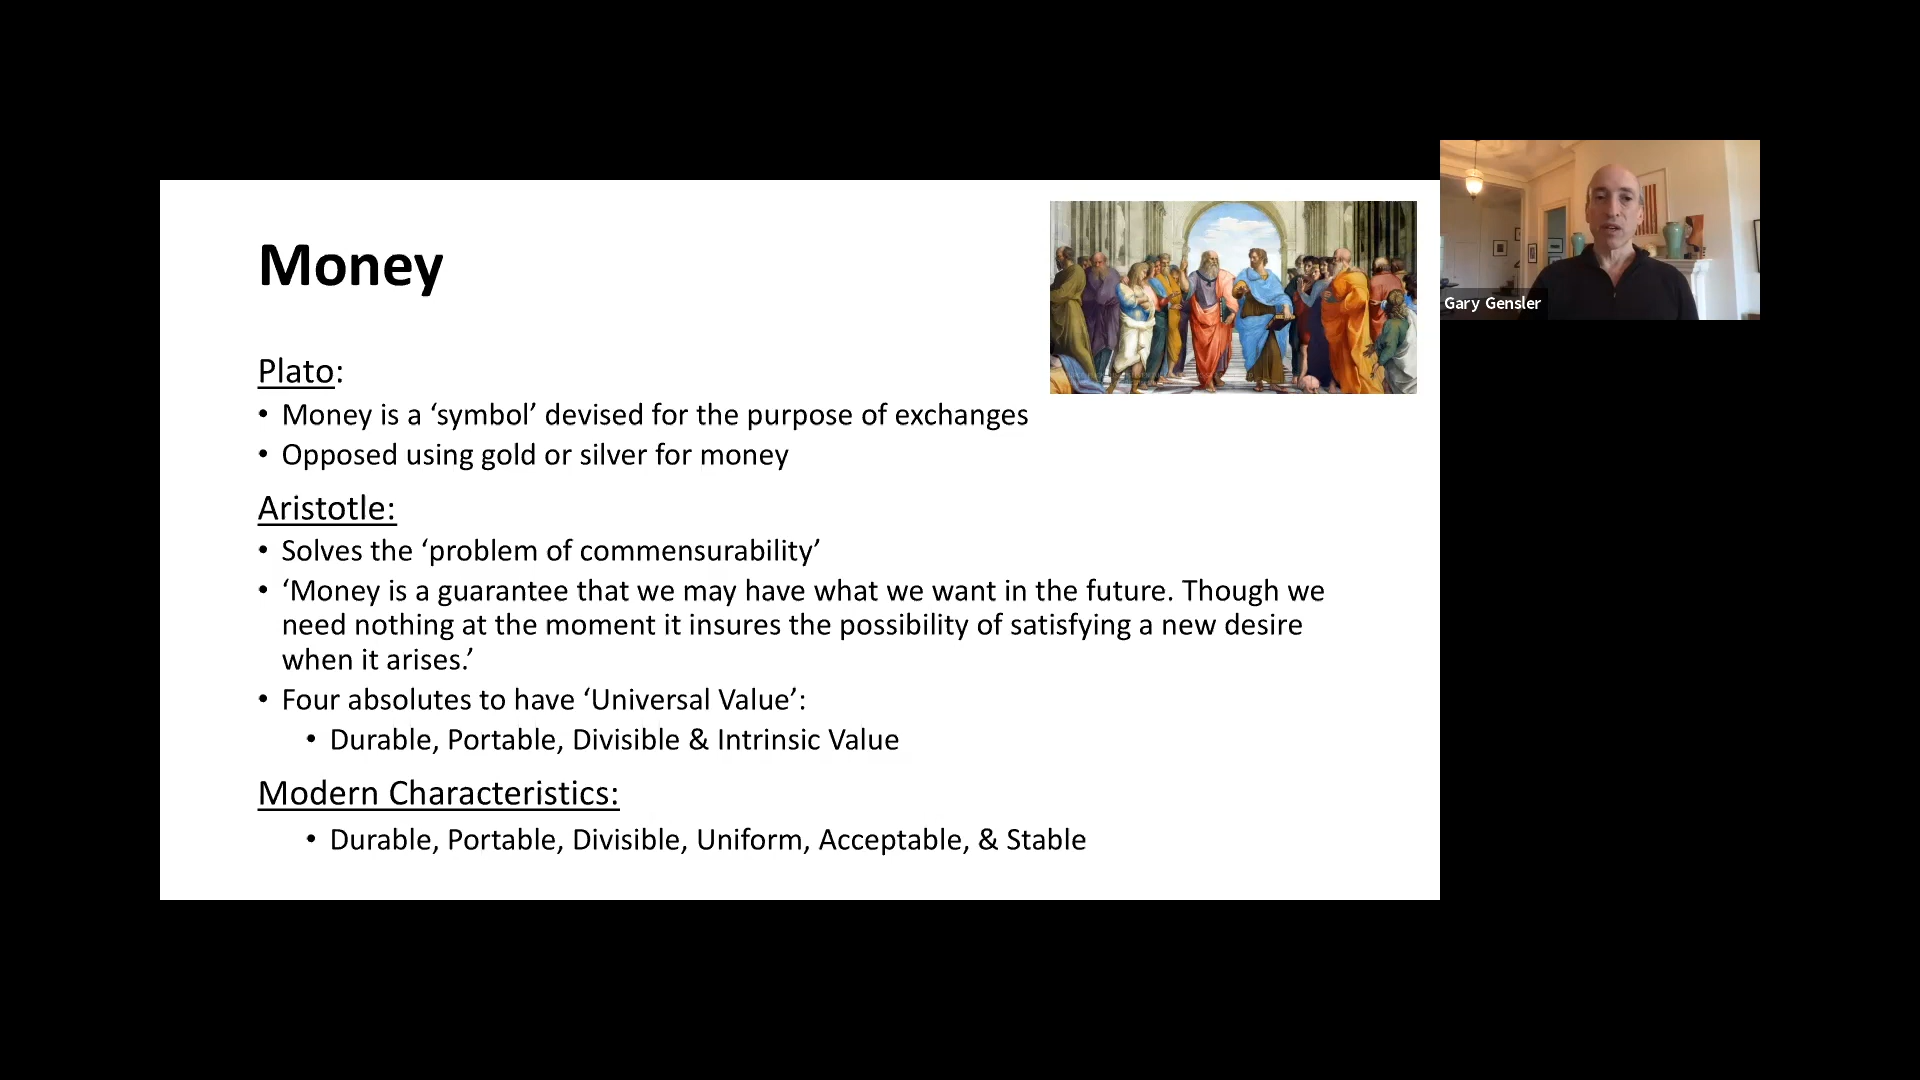 Money
Plato:
• Money is a ‘symbol’ devised for the purpose of exchanges
• Opposed using gold or silver for money
Aristotle:
• Solves the ‘problem of commensurability’
• ‘Money is a guarantee that we may have what we want in the future. Though we
need nothing at the moment it insures the possibility of satisfying a new desire
when it arises.’
• Four absolutes to have ‘Universal Value’:
• Durable, Portable, Divisible & Intrinsic Value
Modern Characteristics:
• Durable, Portable, Divisible, Uniform, Acceptable, & Stable
Gary Gensler